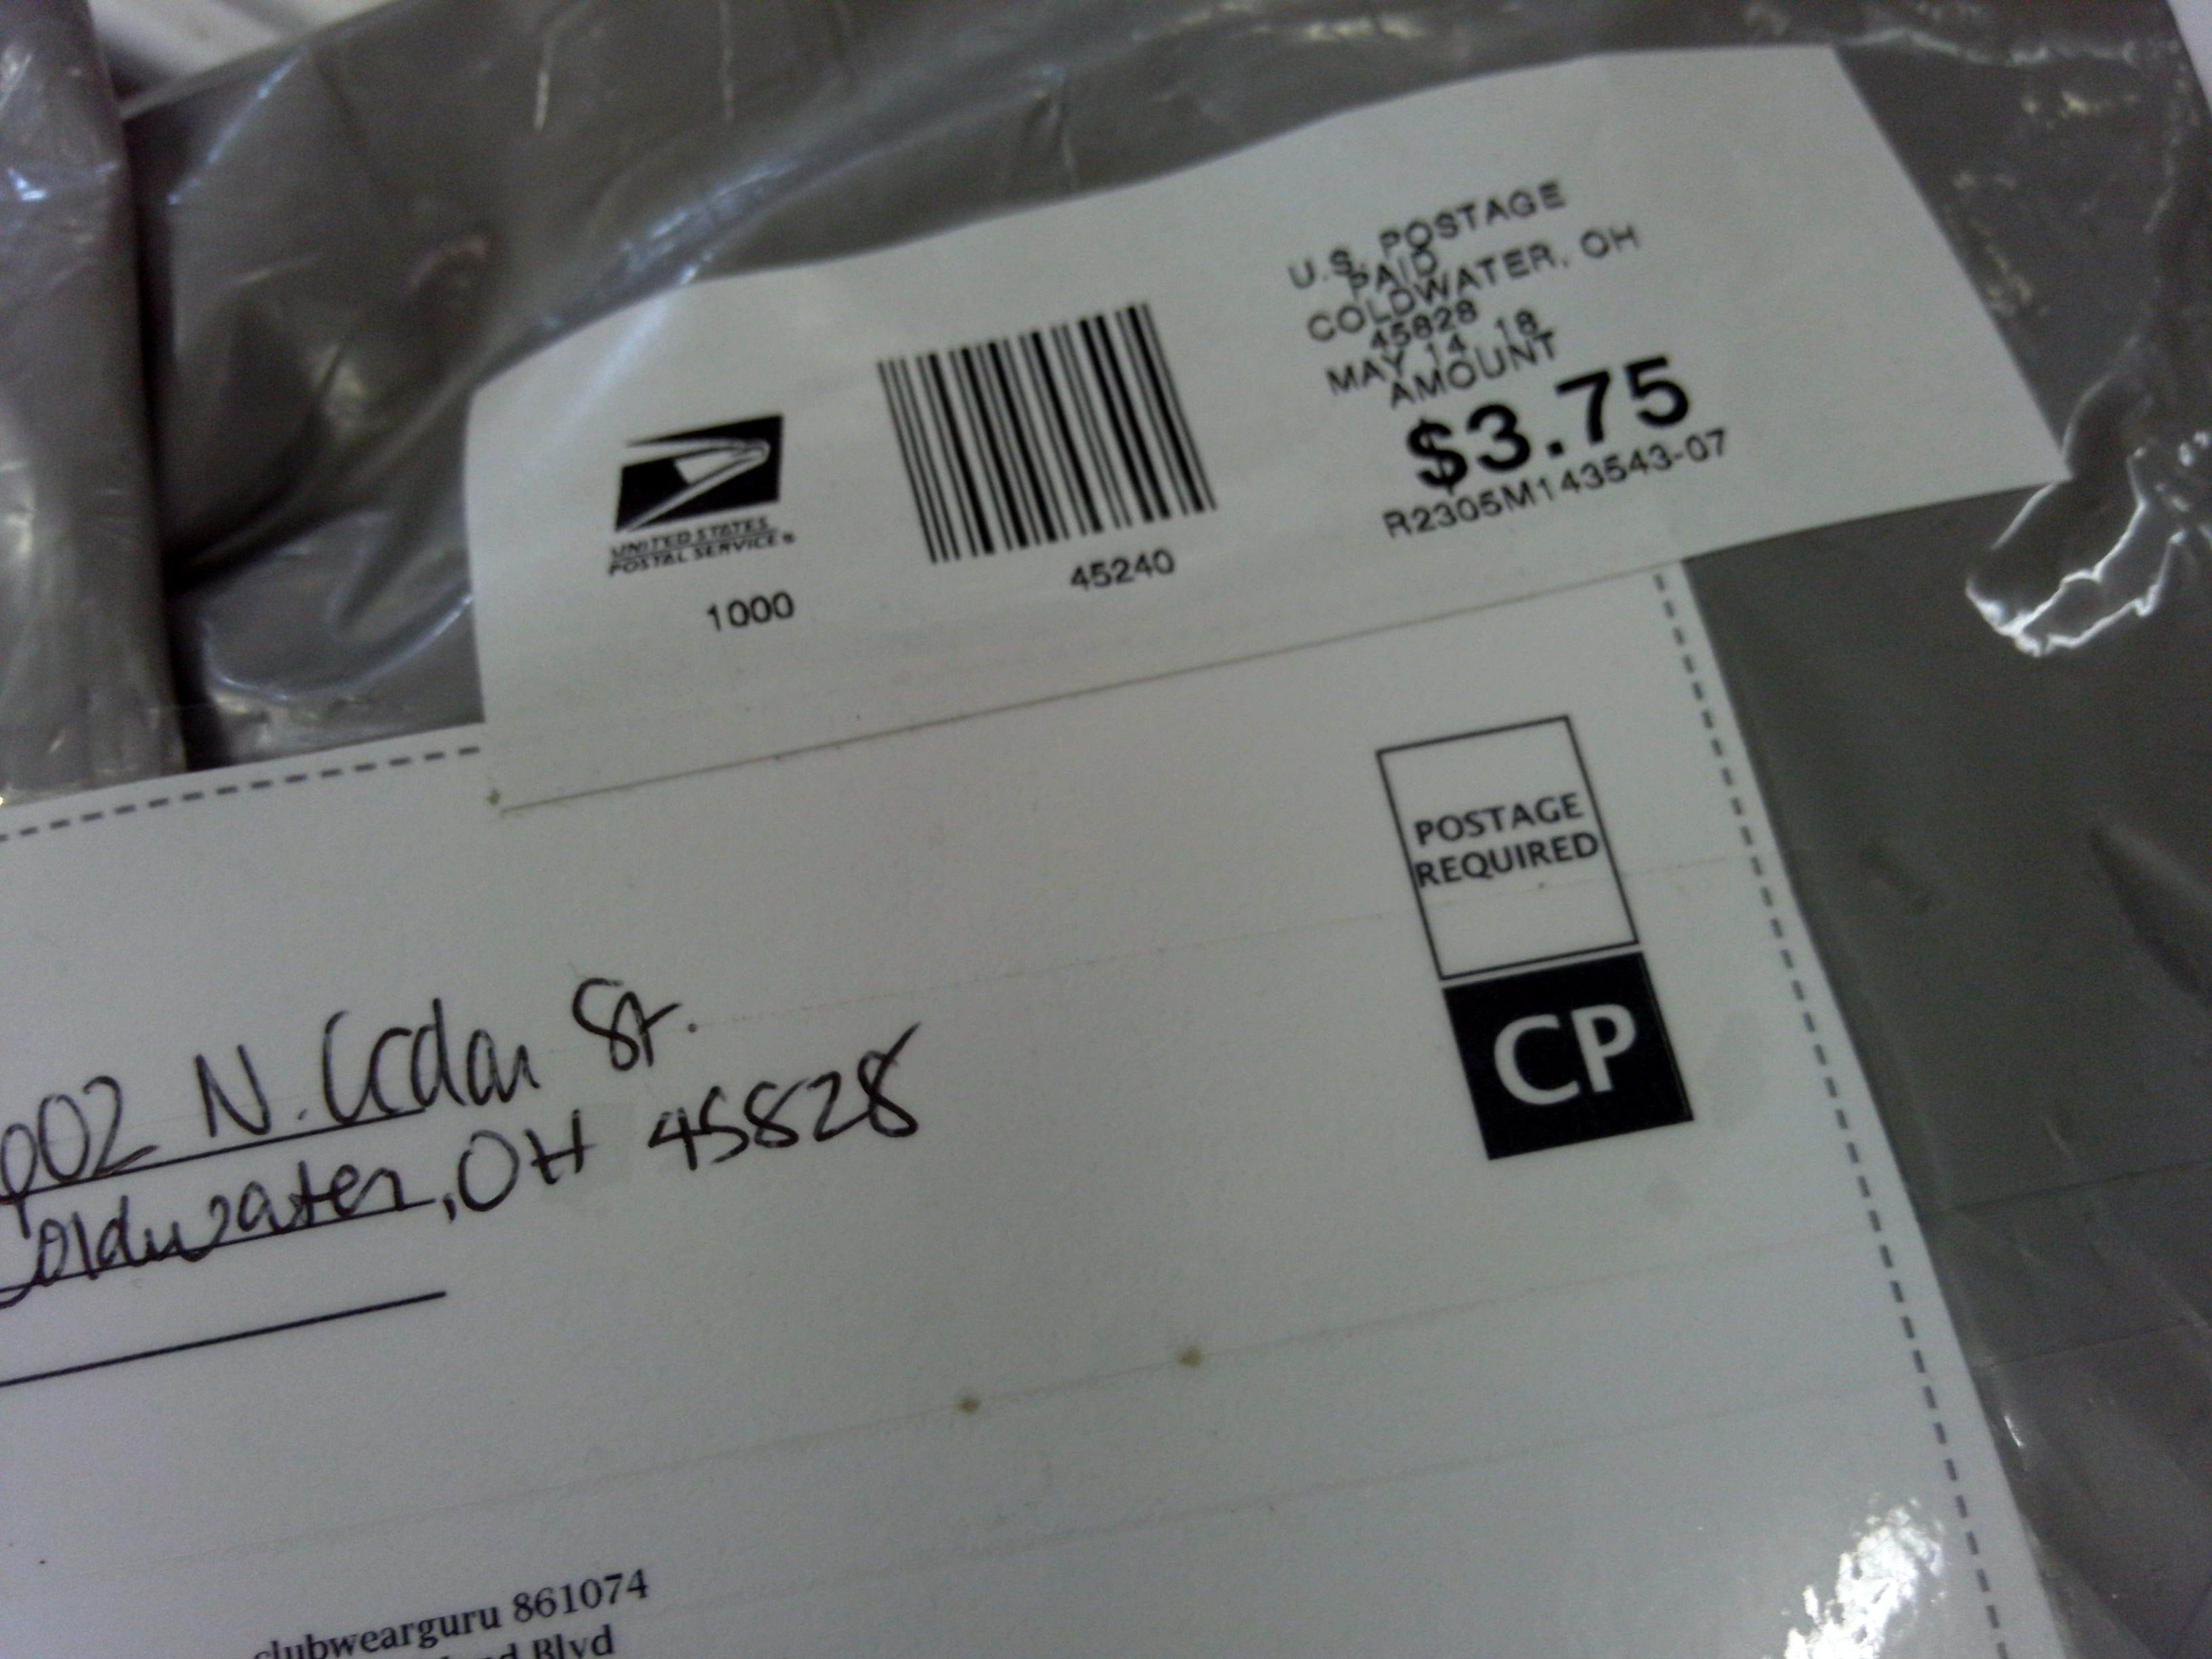 U.S. POSTAGE
PAID
COLDWATER, OH
45828
MAY 14, 18
AMOUNT
$3.75
R2305M143543-07
UNITED STATES
POSTAL SERVICE®
1000
45240
POSTAGE
REQUIRED
CP
002 N. Cedar St.
Coldwater, OH 45828
clubwearguru 861074
Blvd